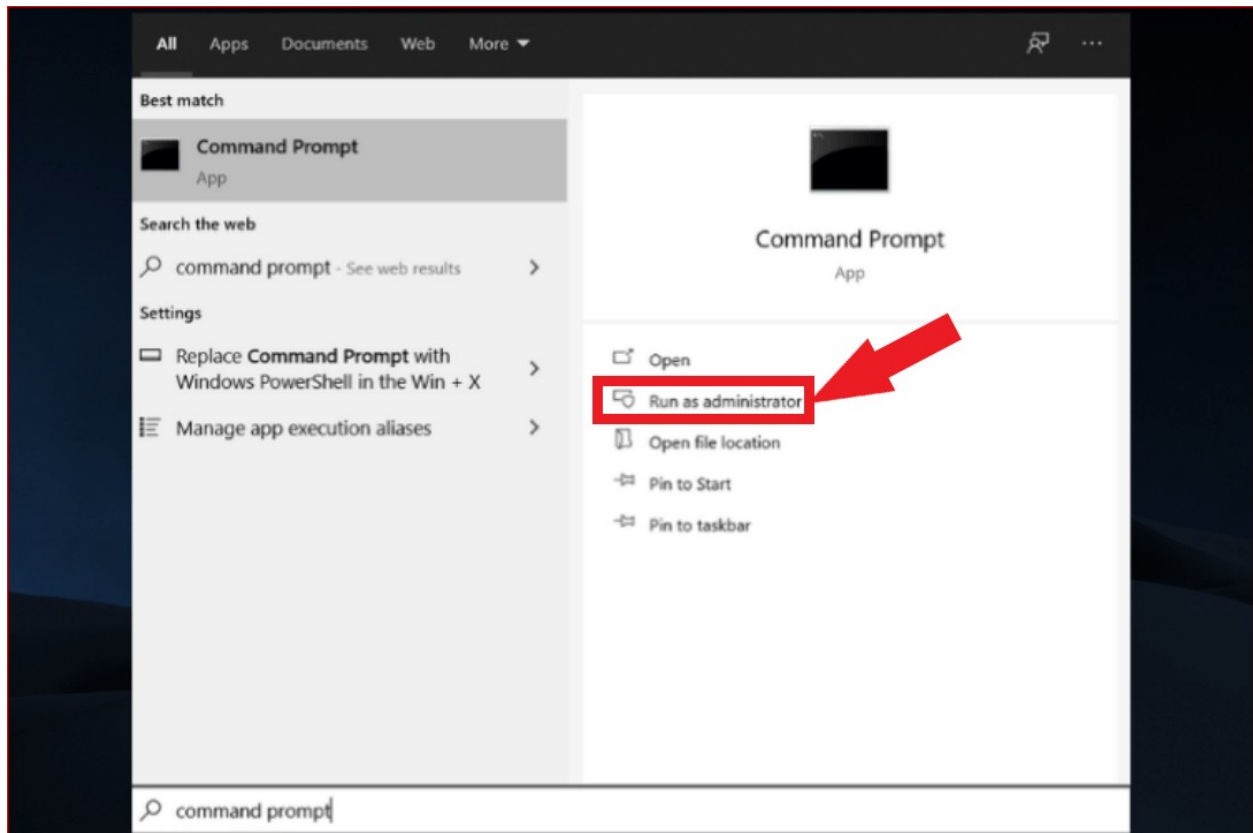 All Apps Documents Web More
Best match
Command Prompt
App
Search the web
command prompt - See web results
Settings
Replace Command Prompt with
Windows PowerShell in the Win + X
Manage app execution aliases
Command Prompt
App
Open
Run as administrator
Open file location
Pin to Start
Pin to taskbar
command prompt